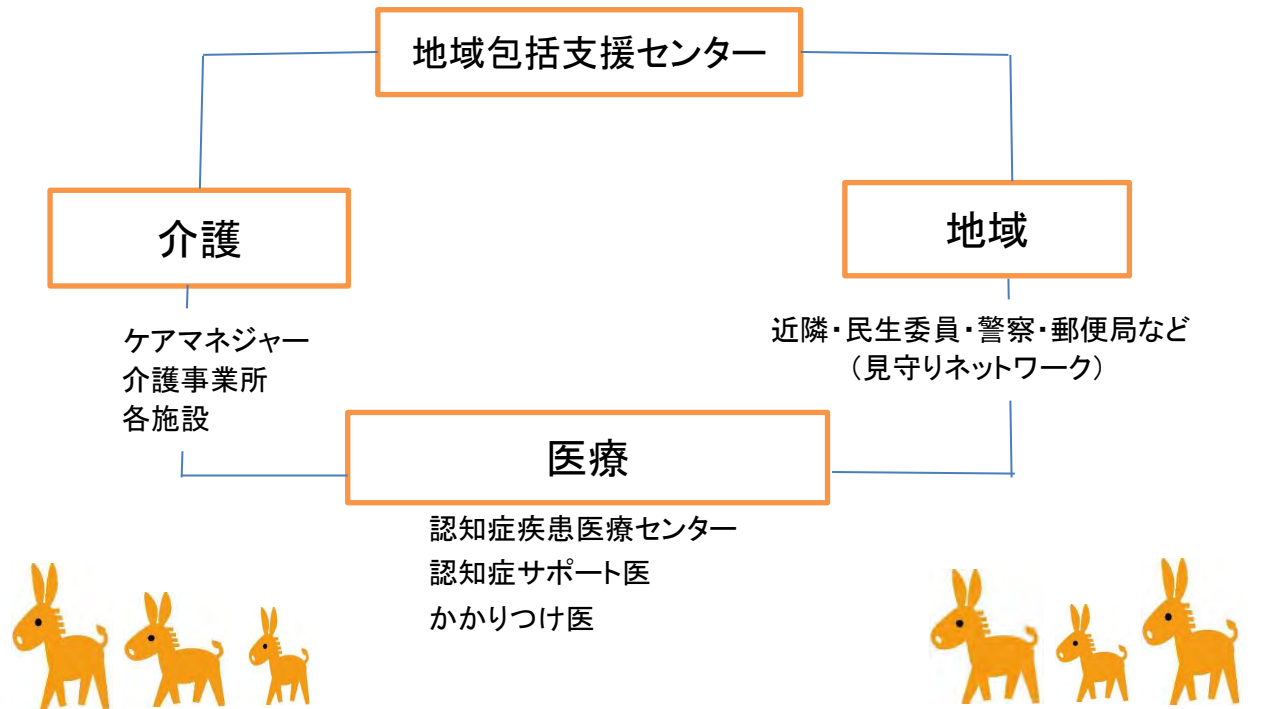 地域包括支援センター
介護
地域
ケアマネジャー
介護事業所
各施設
近隣・民生委員・警察・郵便局など
（見守りネットワーク）
医療
認知症疾患医療センター
認知症サポート医
かかりつけ医